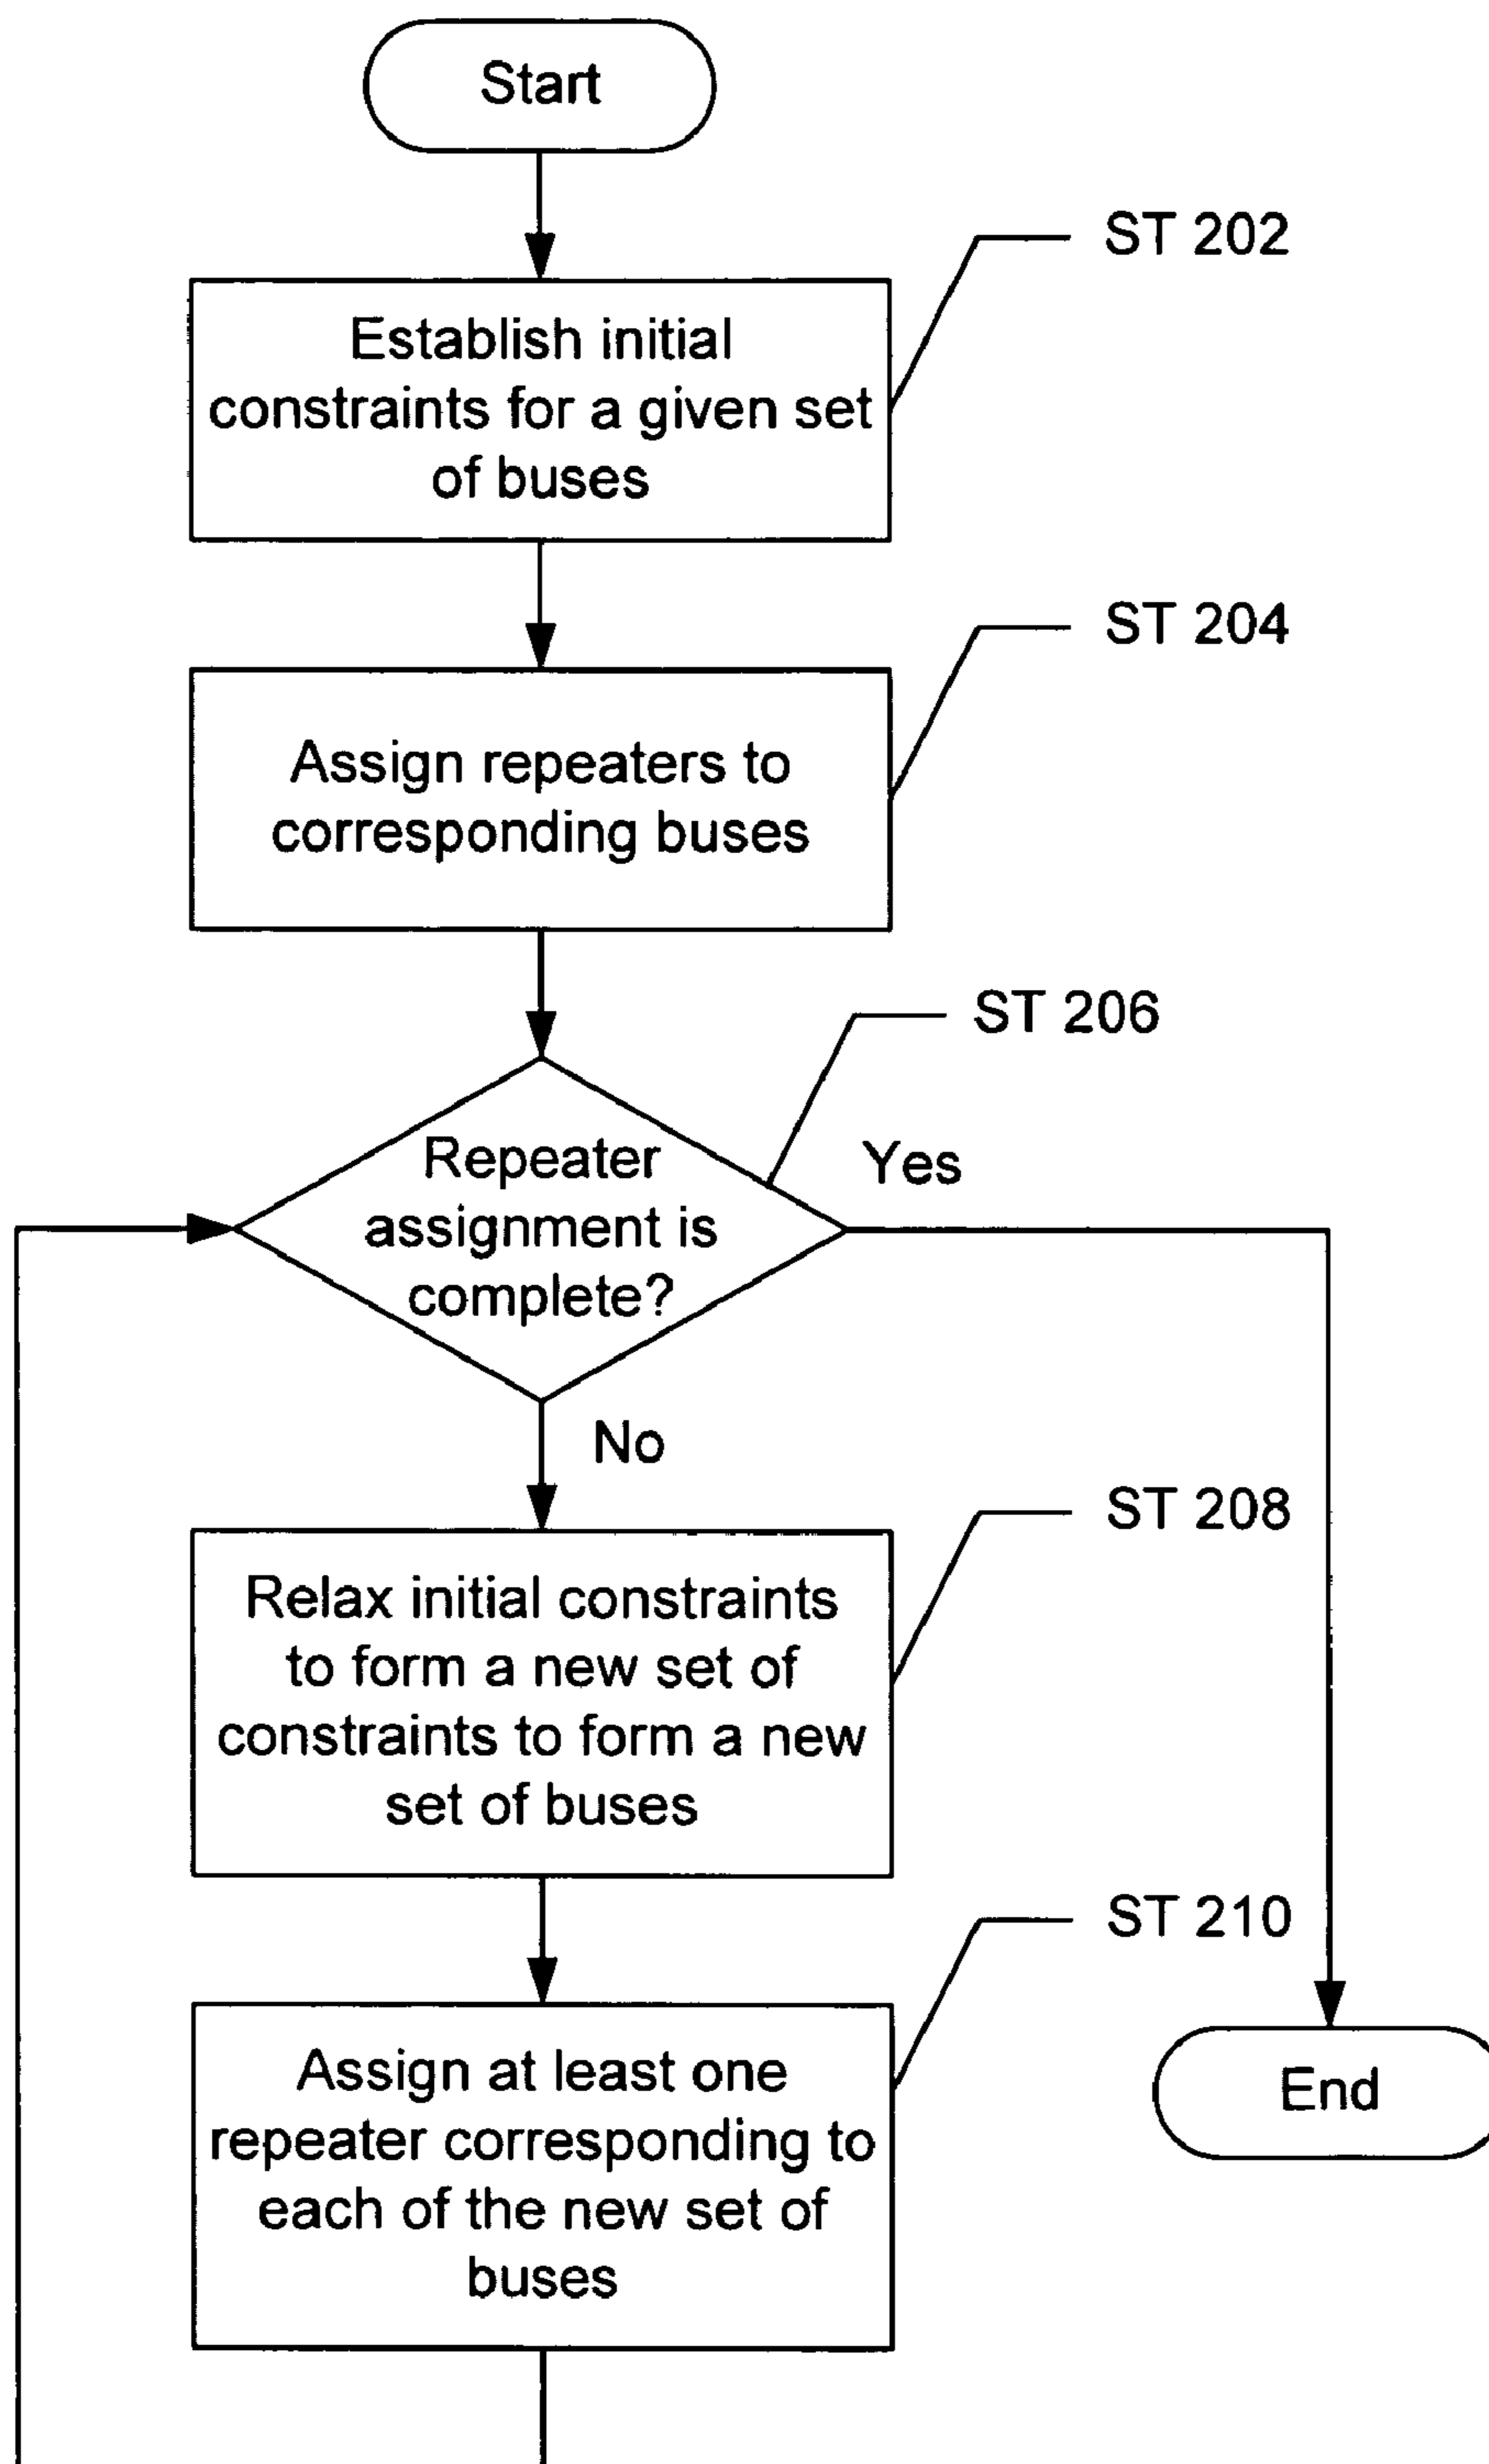 Start
ST 202
Establish initial
constraints for a given set
of buses
ST 204
Assign repeaters to
corresponding buses
ST 206
Repeater
assignment is
complete?
Yes
No
ST 208
Relax initial constraints
to form a new set of
constraints to form a new
set of buses
ST 210
Assign at least one
repeater corresponding to
each of the new set of
buses
End